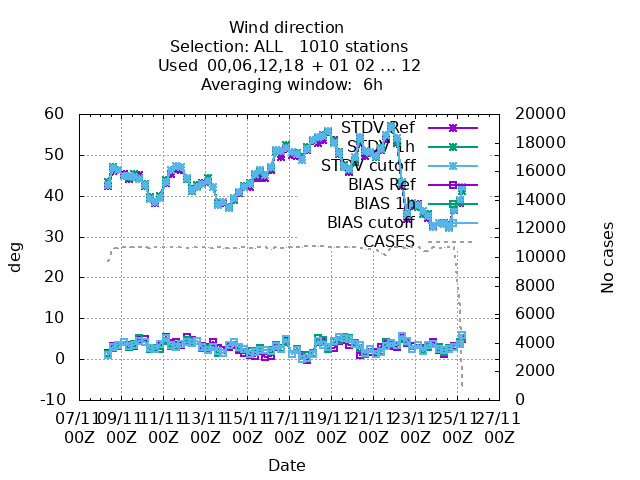 Wind direction
Selection: ALL   1010 stations
Used  00,06,12,18  + 01 02 ... 12
Averaging window:  6h
60 20000
STDV Ref
18000
STDV 1h
50
STDV cutoff
16000
BIAS Ref
40
14000
BIAS 1h
BIAS cutoff
12000
30
CASES
10000
20
8000
10
6000
4000
0
2000
-10 0
deg
No cases
07/11 09/11 11/11 13/11 15/11 17/11 19/11 21/11 23/11 25/11 27/11
00Z 00Z 00Z 00Z 00Z 00Z 00Z 00Z 00Z 00Z 00Z
Date